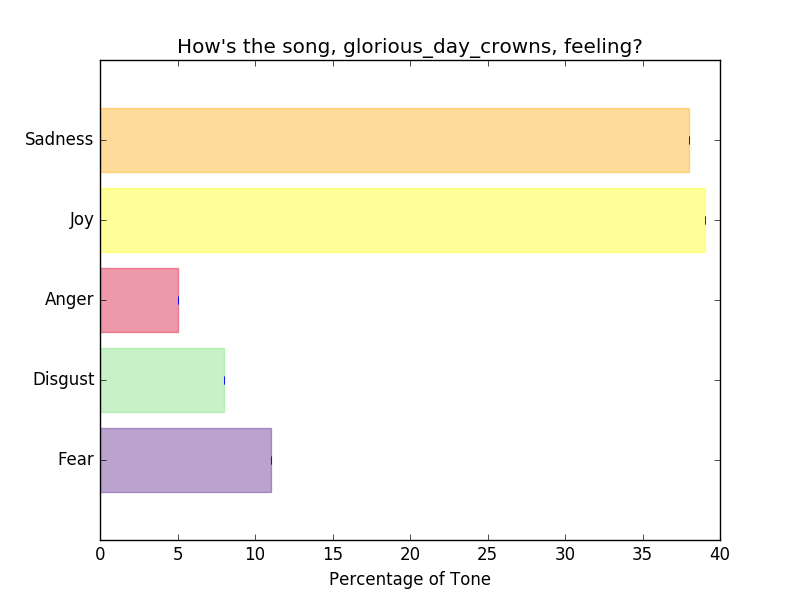 How's the song, glorious_day_crowns, feeling?
Sadness
Joy
Anger
Disgust
Fear
0 5 10 15 20 25 30 35 40
Percentage of Tone